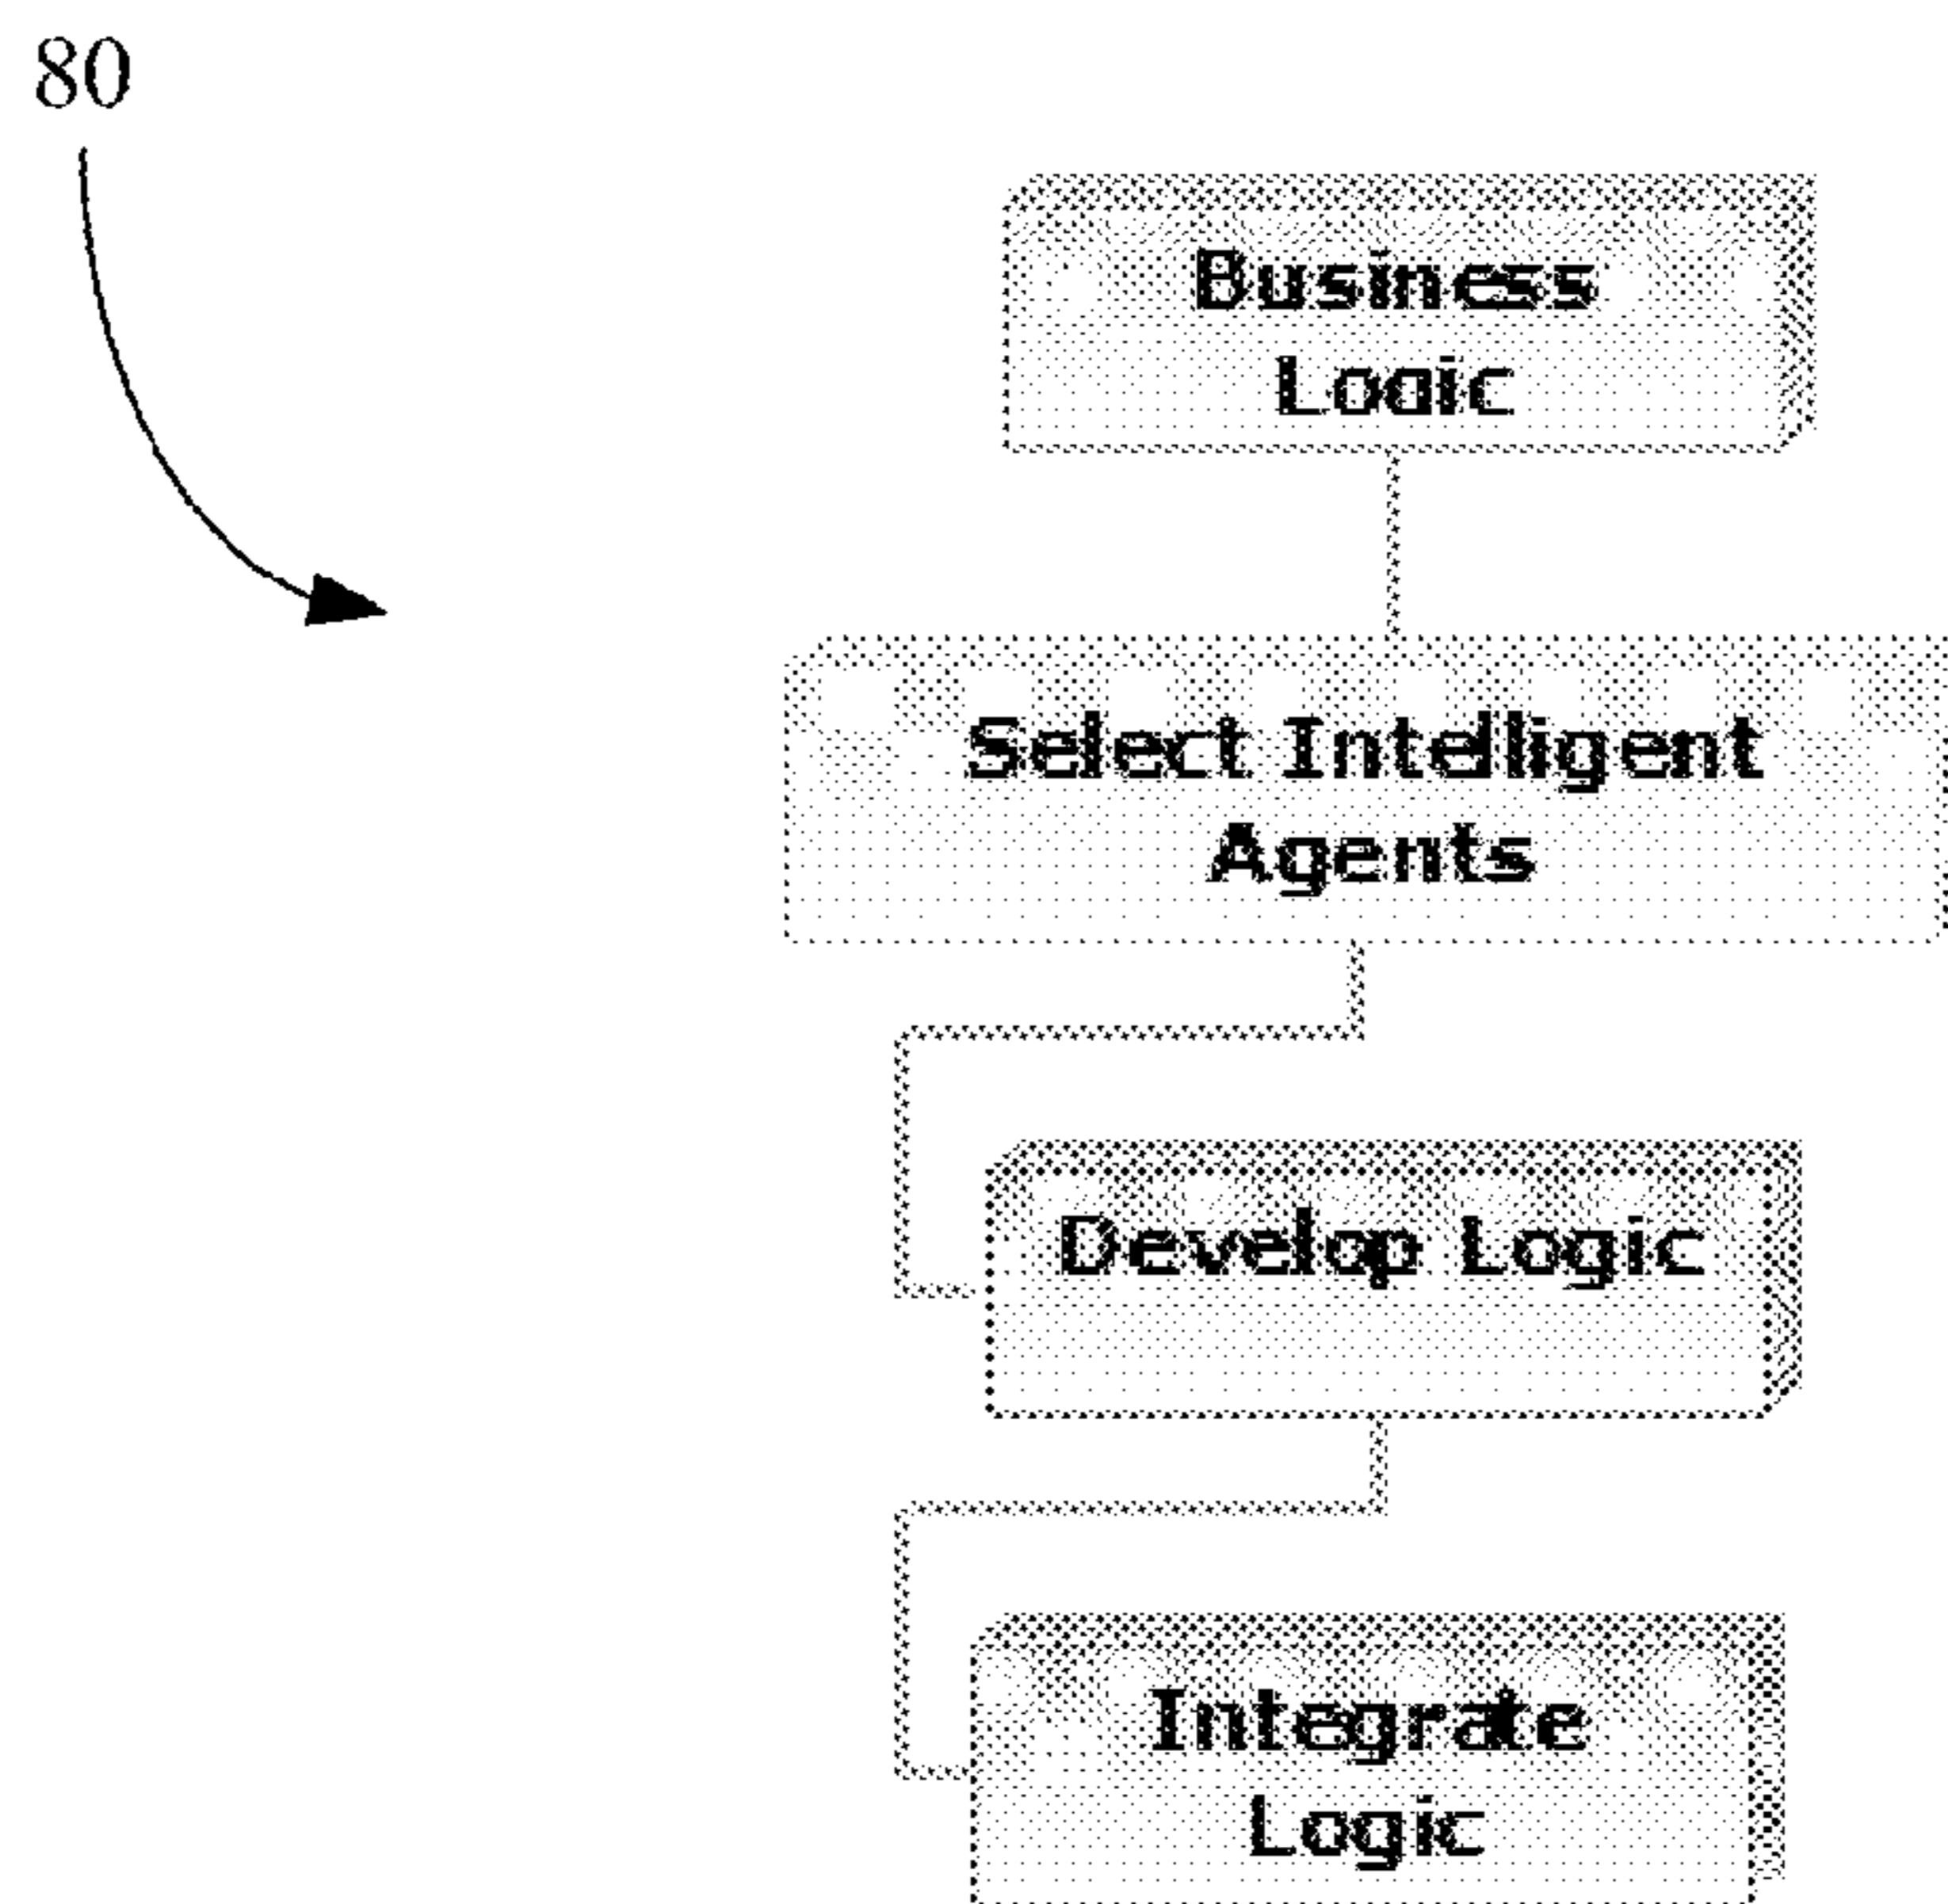 80
Business
Logic
Select Intelligent
Agents
Develop Logic
Integrate
Logic